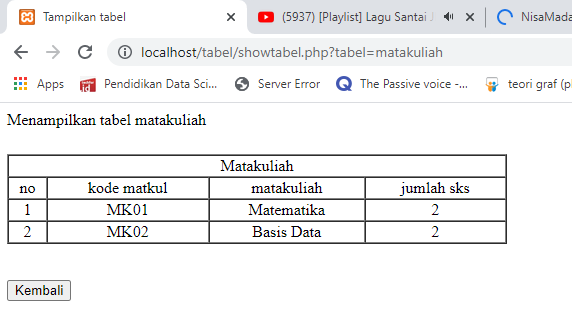 Tampilkan tabel
(5937) [Playlist] Lagu Santai
NisaMada
localhost/tabel/showtabel.php?tabel=matakuliah
Apps
Pendidikan Data Sci...
Server Error
The Passive voice -...
teori graf (p
Menampilkan tabel matakuliah
Matakuliah
no kode matkul matakuliah jumlah sks
1 MK01 Matematika 2
2 MK02 Basis Data 2
Kembali